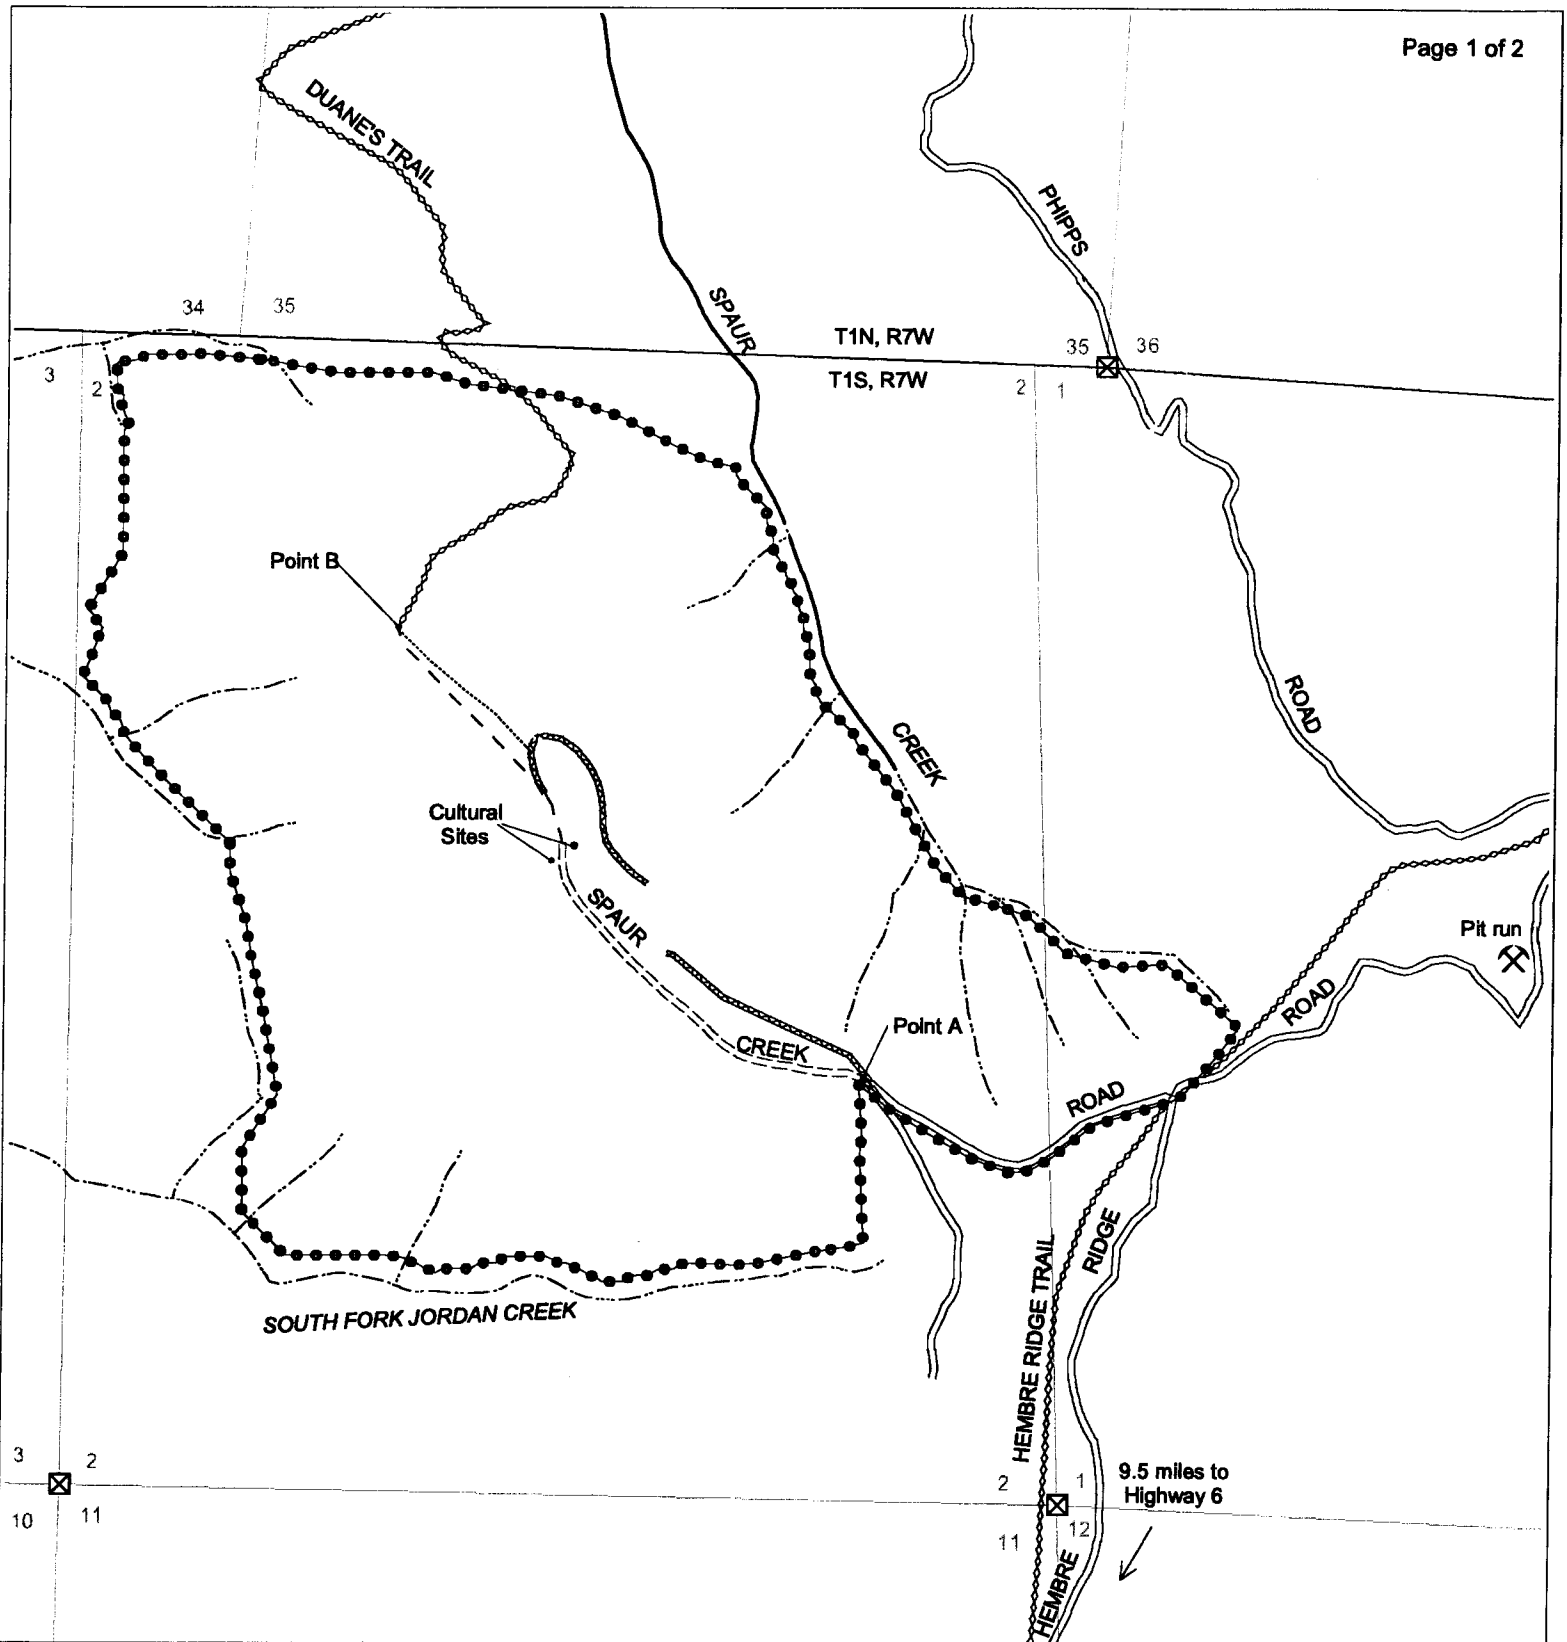 Page 1 of 2
DUANE'S TRAIL
PHIPPS
SPAUR
34
35
T1N, R7W
35
36
3
2
T1S, R7W
2
1
Point B
ROAD
CREEK
Cultural
Sites
SPAUR
Pit run
ROAD
Point A
CREEK
ROAD
RIDGE
HEMBRE RIDGE TRAIL
SOUTH FORK JORDAN CREEK
3
2
2
1
9.5 miles to
Highway 6
10
11
11
12
HEMBRE